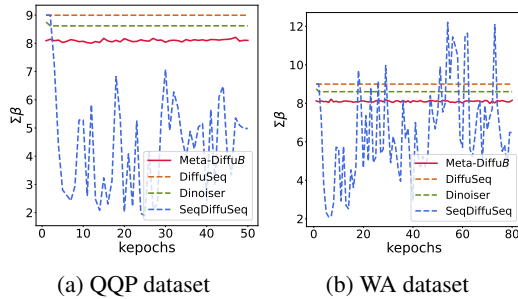 9
8
7
6
5
4
3
2
Σβ
0
10
20
30
40
50
kepochs
Meta-DiffuB
DiffuSeq
Dinoiser
SeqDiffuSeq
(a) QQP dataset
12
10
8
6
4
2
Σβ
0
20
40
60
80
kepochs
Meta-DiffuB
DiffuSeq
Dinoiser
SeqDiffuSeq
(b) WA dataset